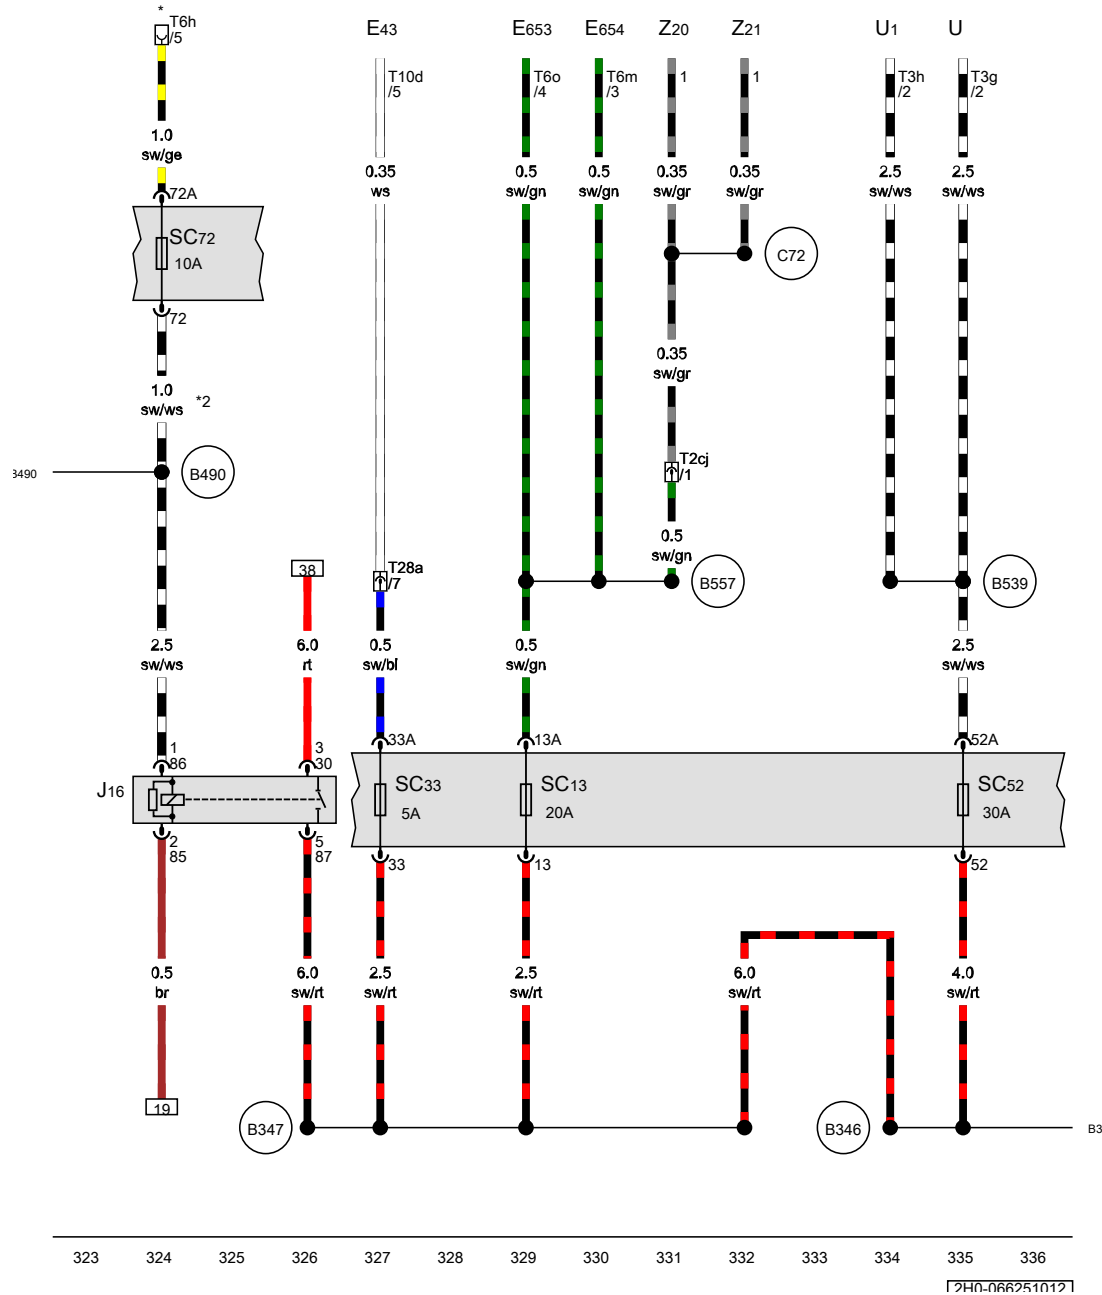 *
T6h
/5
E43
E653
E654
Z20
Z21
U1
U
T10d
/5
T6o
/4
T6m
/3
1
1
T3h
/2
T3g
/2
1.0
sw/ge
0.35
ws
0.5
sw/gn
0.5
sw/gn
0.35
sw/gr
0.35
sw/gr
2.5
sw/ws
2.5
sw/ws
72A
SC72
10A
C72
72
0.35
sw/gr
1.0
sw/ws
*2
B490
T2cj
/1
0.5
sw/gn
38
T28a
/7
B557
B539
2.5
sw/ws
6.0
rt
0.5
sw/bl
0.5
sw/gn
2.5
sw/ws
1
86
3
30
33A
13A
52A
J16
SC33
5A
SC13
20A
SC52
30A
2
85
5
87
33
13
52
0.5
br
6.0
sw/rt
2.5
sw/rt
2.5
sw/rt
6.0
sw/rt
4.0
sw/rt
19
B347
B346
B3
323 324 325 326 327 328 329 330 331 332 333 334 335 336
2H0-066251012